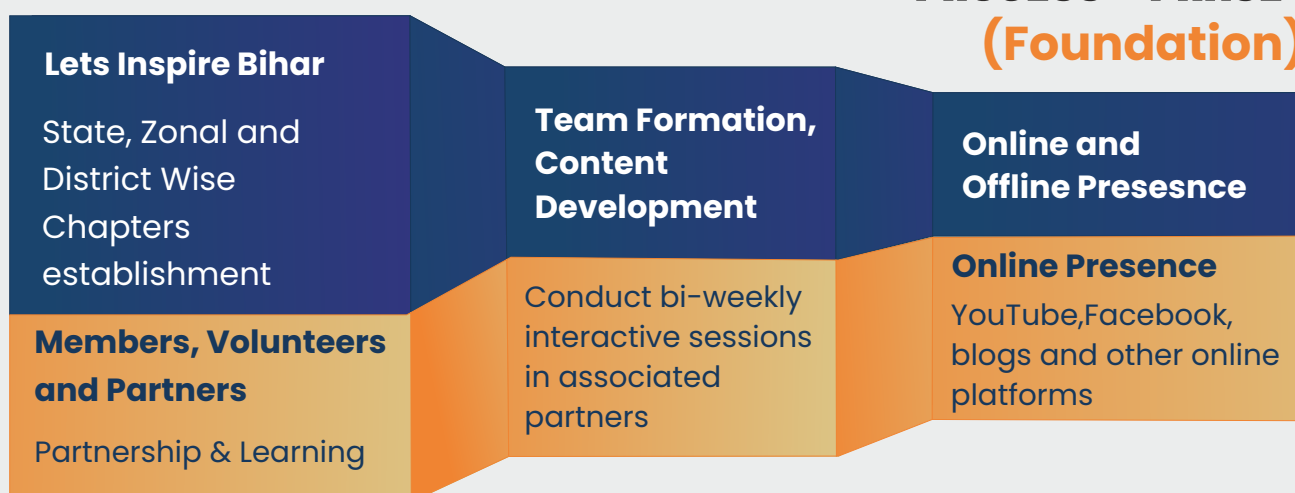 (Foundation)
Lets Inspire Bihar
State, Zonal and
District Wise
Chapters
establishment
Members, Volunteers
and Partners
Partnership & Learning
Team Formation,
Content
Development
Conduct bi-weekly
interactive sessions
in associated
partners
Online and
Offline Presesnce
Online Presence
YouTube,Facebook,
blogs and other online
platforms